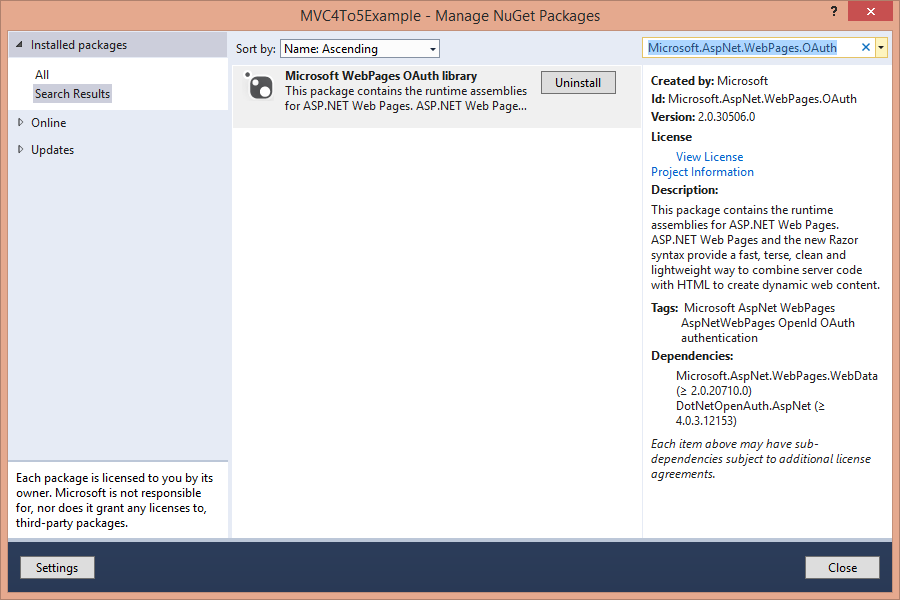 MVC4To5Example - Manage NuGet Packages
?
Installed packages
All
Search Results
Online
Updates
Each package is licensed to you by its
owner. Microsoft is not responsible
for, nor does it grant any licenses to,
third-party packages.
Sort by: Name: Ascending
Microsoft WebPages OAuth library
This package contains the runtime assemblies
for ASP.NET Web Pages. ASP.NET Web Page...
Uninstall
Microsoft.AspNet.WebPages.OAuth
Created by: Microsoft
Id: Microsoft.AspNet.WebPages.OAuth
Version: 2.0.30506.0
License
View License
Project Information
Description:
This package contains the runtime
assemblies for ASP.NET Web Pages.
ASP.NET Web Pages and the new Razor
syntax provide a fast, terse, clean and
lightweight way to combine server code
with HTML to create dynamic web content.
Tags: Microsoft AspNet WebPages
AspNetWebPages OpenId OAuth
authentication
Dependencies:
Microsoft.AspNet.WebPages.WebData
(≥ 2.0.20710.0)
DotNetOpenAuth.AspNet (≥
4.0.3.12153)
Each item above may have sub-
dependencies subject to additional license
agreements.
Settings
Close